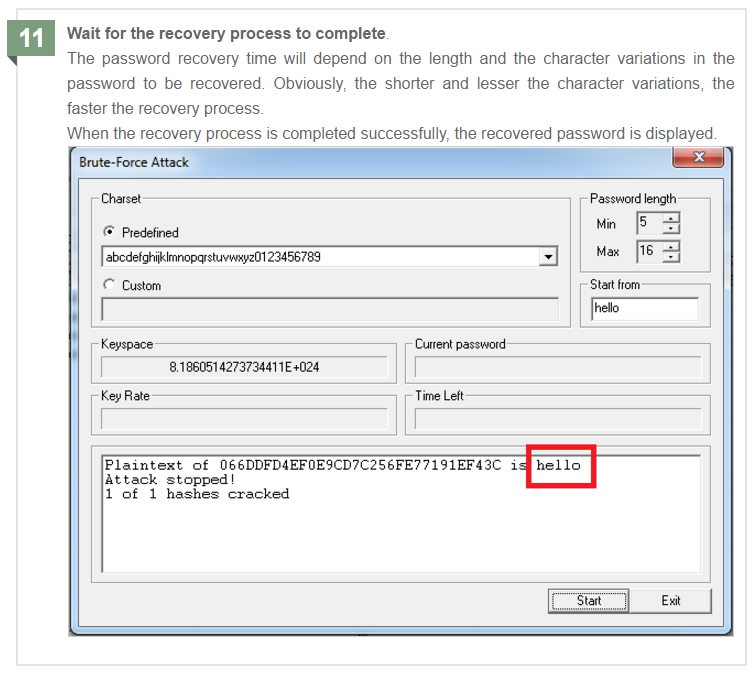 11
Wait for the recovery process to complete.
The password recovery time will depend on the length and the character variations in the
password to be recovered. Obviously, the shorter and lesser the character variations, the
faster the recovery process.
When the recovery process is completed successfully, the recovered password is displayed.
Brute-Force Attack
Charset
Predefined
abcdefghijklmnopqrstuvwxyz0123456789
Custom
Password length
Min 5
Max 16
Start from
hello
Keyspace
8.1860514273734411E+024
Current password
Key Rate
Time Left
Plaintext of 066DDFD4EF0E9CD7C256FE77191EF43C is hello
Attack stopped!
1 of 1 hashes cracked
Start
Exit